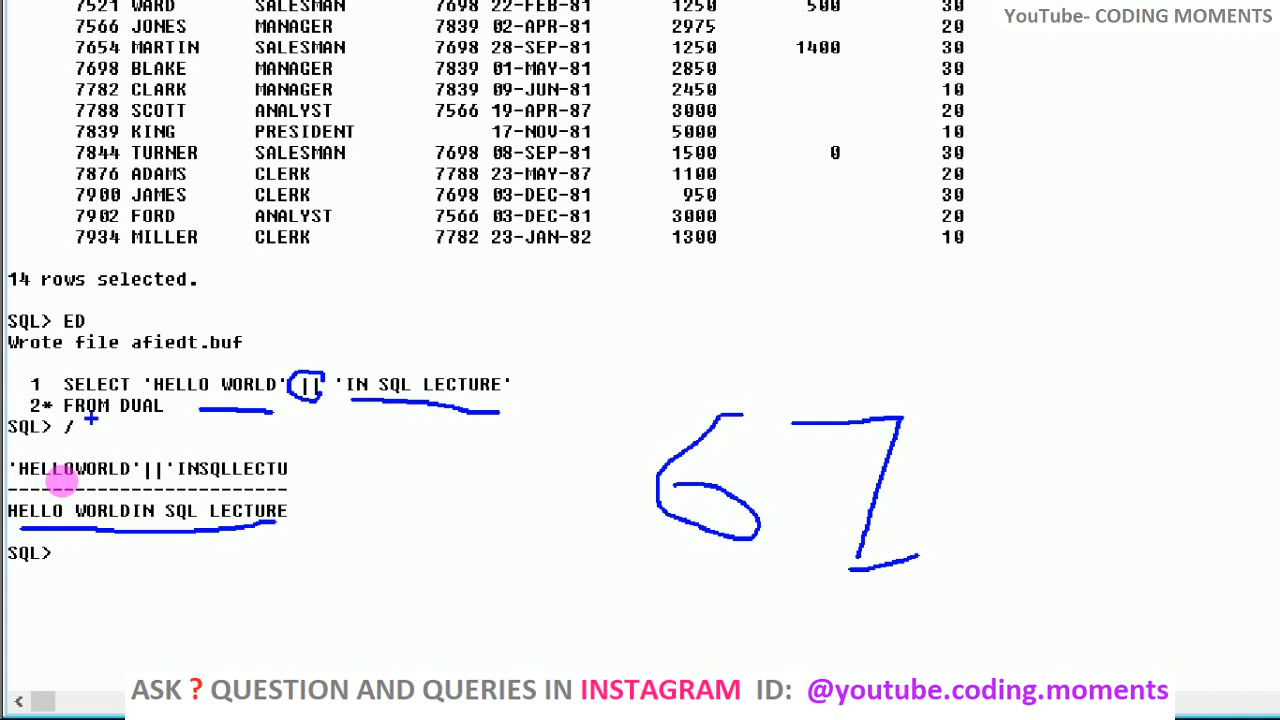 YouTube- CODING MOMENTS
7521 WARD SALESMAN 7698 22-FEB-81 1250 500 30
7566 JONES MANAGER 7839 02-APR-81 2975 20
7654 MARTIN SALESMAN 7698 28-SEP-81 1250 1400 30
7698 BLAKE MANAGER 7839 01-MAY-81 2850 30
7782 CLARK MANAGER 7839 09-JUN-81 2450 10
7788 SCOTT ANALYST 7566 19-APR-87 3000 20
7839 KING PRESIDENT 17-NOV-81 5000 10
7844 TURNER SALESMAN 7698 08-SEP-81 1500 0 30
7876 ADAMS CLERK 7788 23-MAY-87 1100 20
7900 JAMES CLERK 7698 03-DEC-81 950 30
7902 FORD ANALYST 7566 03-DEC-81 3000 20
7934 MILLER CLERK 7782 23-JAN-82 1300 10
14 rows selected.
SQL> ED
Wrote file afiedt.buf
1 SELECT 'HELLO WORLD' || 'IN SQL LECTURE'
2* FROM DUAL
SQL> /
'HELLOWORLD'||'INSQLLECTU
-------------------------
HELLO WORLDIN SQL LECTURE
SQL>
67
ASK ? QUESTION AND QUERIES IN INSTAGRAM ID: @youtube.coding.moments